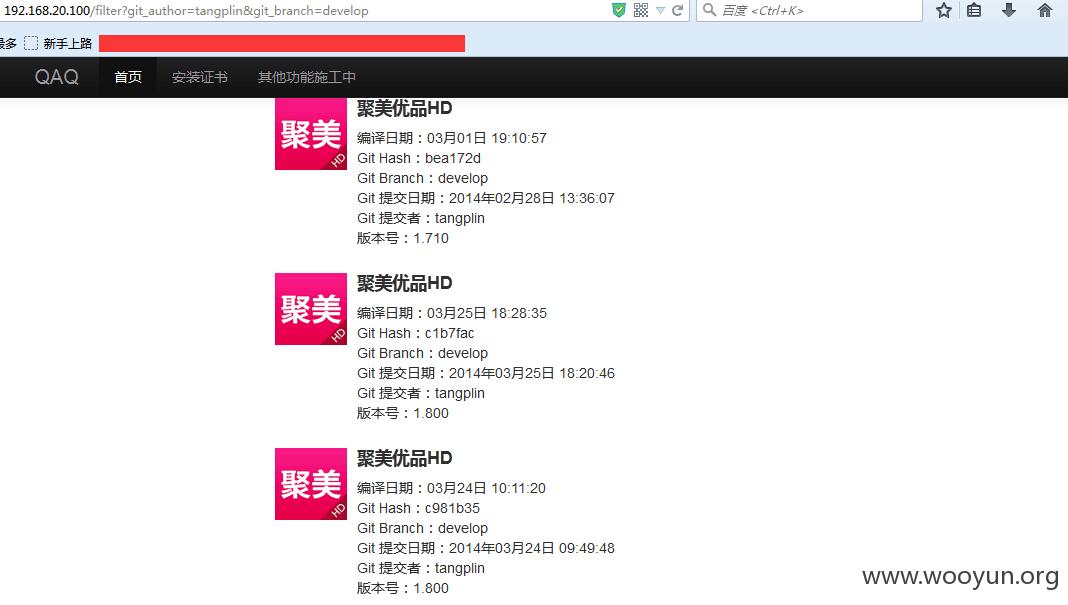 192.168.20.100/filter?git_author=tangplin&git_branch=develop
百度 <Ctrl+K>
最多 新手上路
QAQ 首页 安装证书 其他功能施工中
聚美 HD
聚美优品HD
编译日期：03月01日 19:10:57
Git Hash：bea172d
Git Branch：develop
Git 提交日期：2014年02月28日 13:36:07
Git 提交者：tangplin
版本号：1.710
聚美 HD
聚美优品HD
编译日期：03月25日 18:28:35
Git Hash：c1b7fac
Git Branch：develop
Git 提交日期：2014年03月25日 18:20:46
Git 提交者：tangplin
版本号：1.800
聚美 HD
聚美优品HD
编译日期：03月24日 10:11:20
Git Hash：c981b35
Git Branch：develop
Git 提交日期：2014年03月24日 09:49:48
Git 提交者：tangplin
版本号：1.800
www.wooyun.org